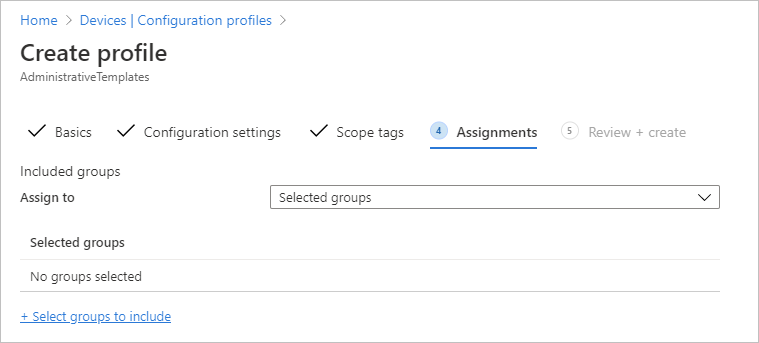 Home > Devices | Configuration profiles >
Create profile
AdministrativeTemplates
Basics Configuration settings Scope tags 4 Assignments 5 Review + create
Included groups
Assign to Selected groups
Selected groups
No groups selected
+ Select groups to include